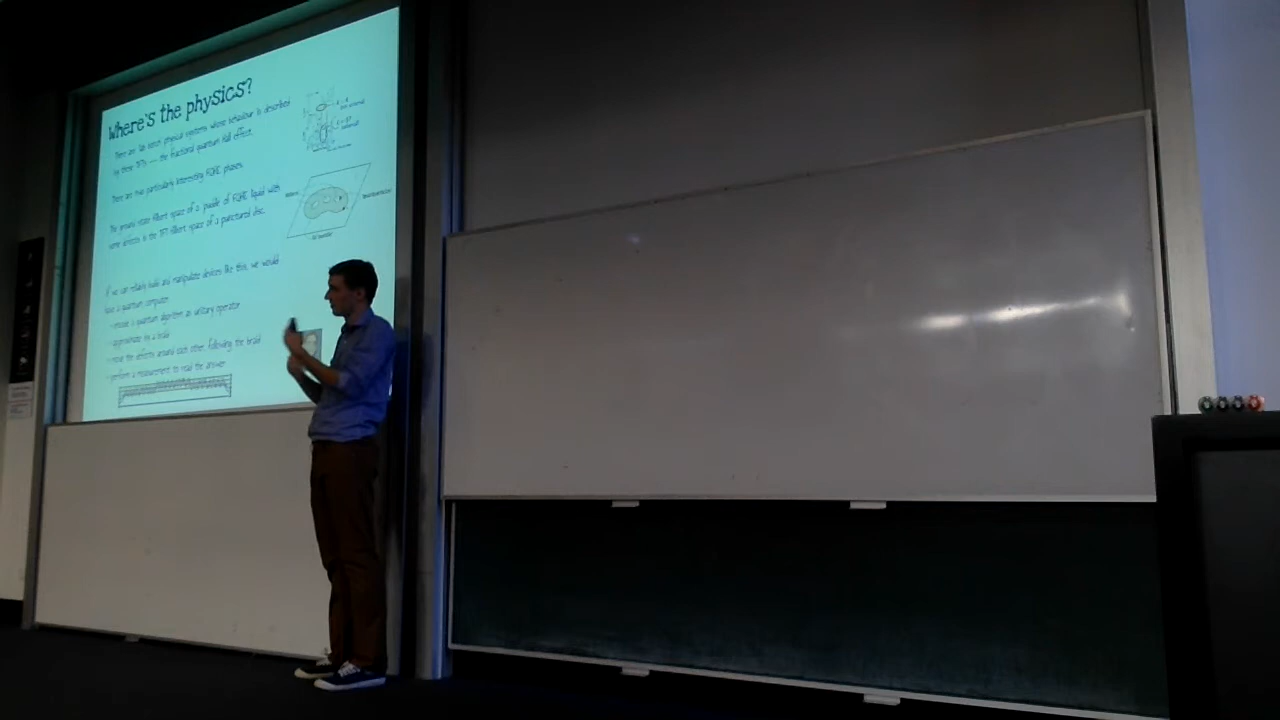 Where's the physics?
There are lab-bench physical systems whose behaviour is described
by these TFTs --- the fractional quantum Hall effect.
There are two particularly interesting FQHE phases.
The ground state Hilbert space of a puddle of FQHE liquid with
some defects is the TFT Hilbert space of a punctured disc.
If we can reliably build and manipulate devices like this, we would
have a quantum computer:
- encode a quantum algorithm as unitary operator
- approximate by a braid
- move the defects around each other, following the braid
- perform a measurement to read the answer